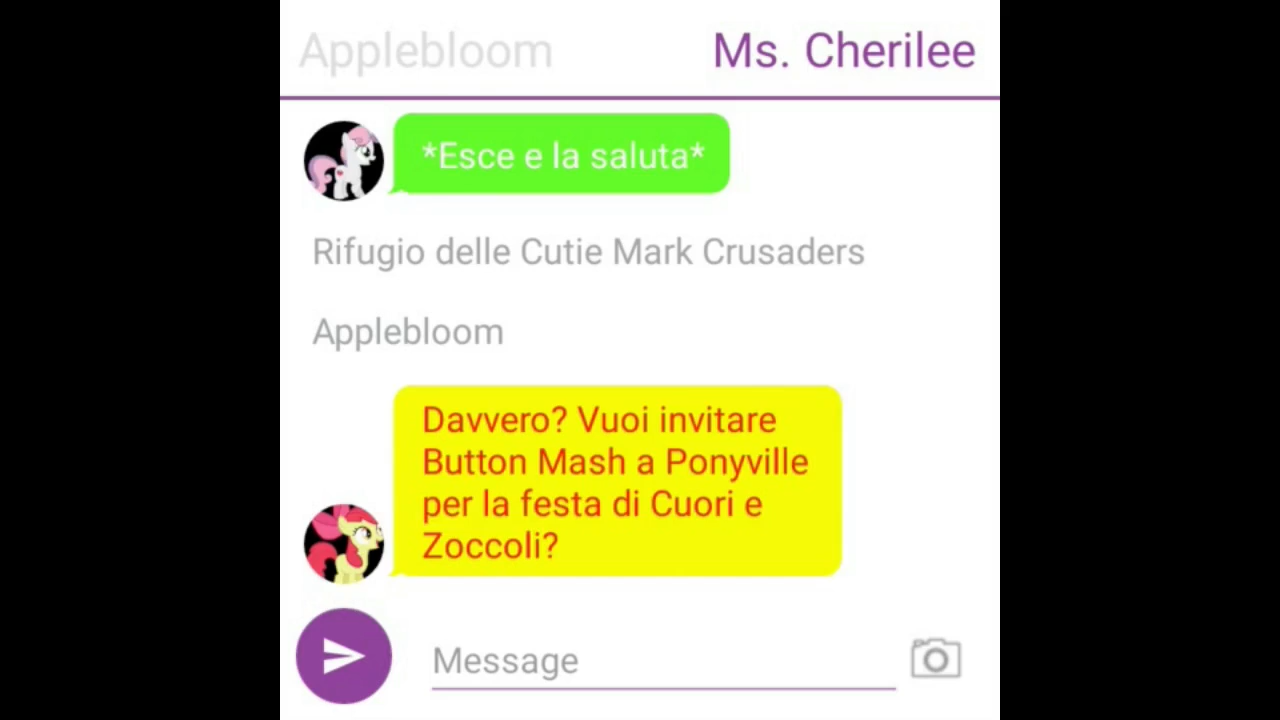 Applebloom
Ms. Cherilee
*Esce e la saluta*
Rifugio delle Cutie Mark Crusaders
Applebloom
Davvero? Vuoi invitare
Button Mash a Ponyville
per la festa di Cuori e
Zoccoli?
Message